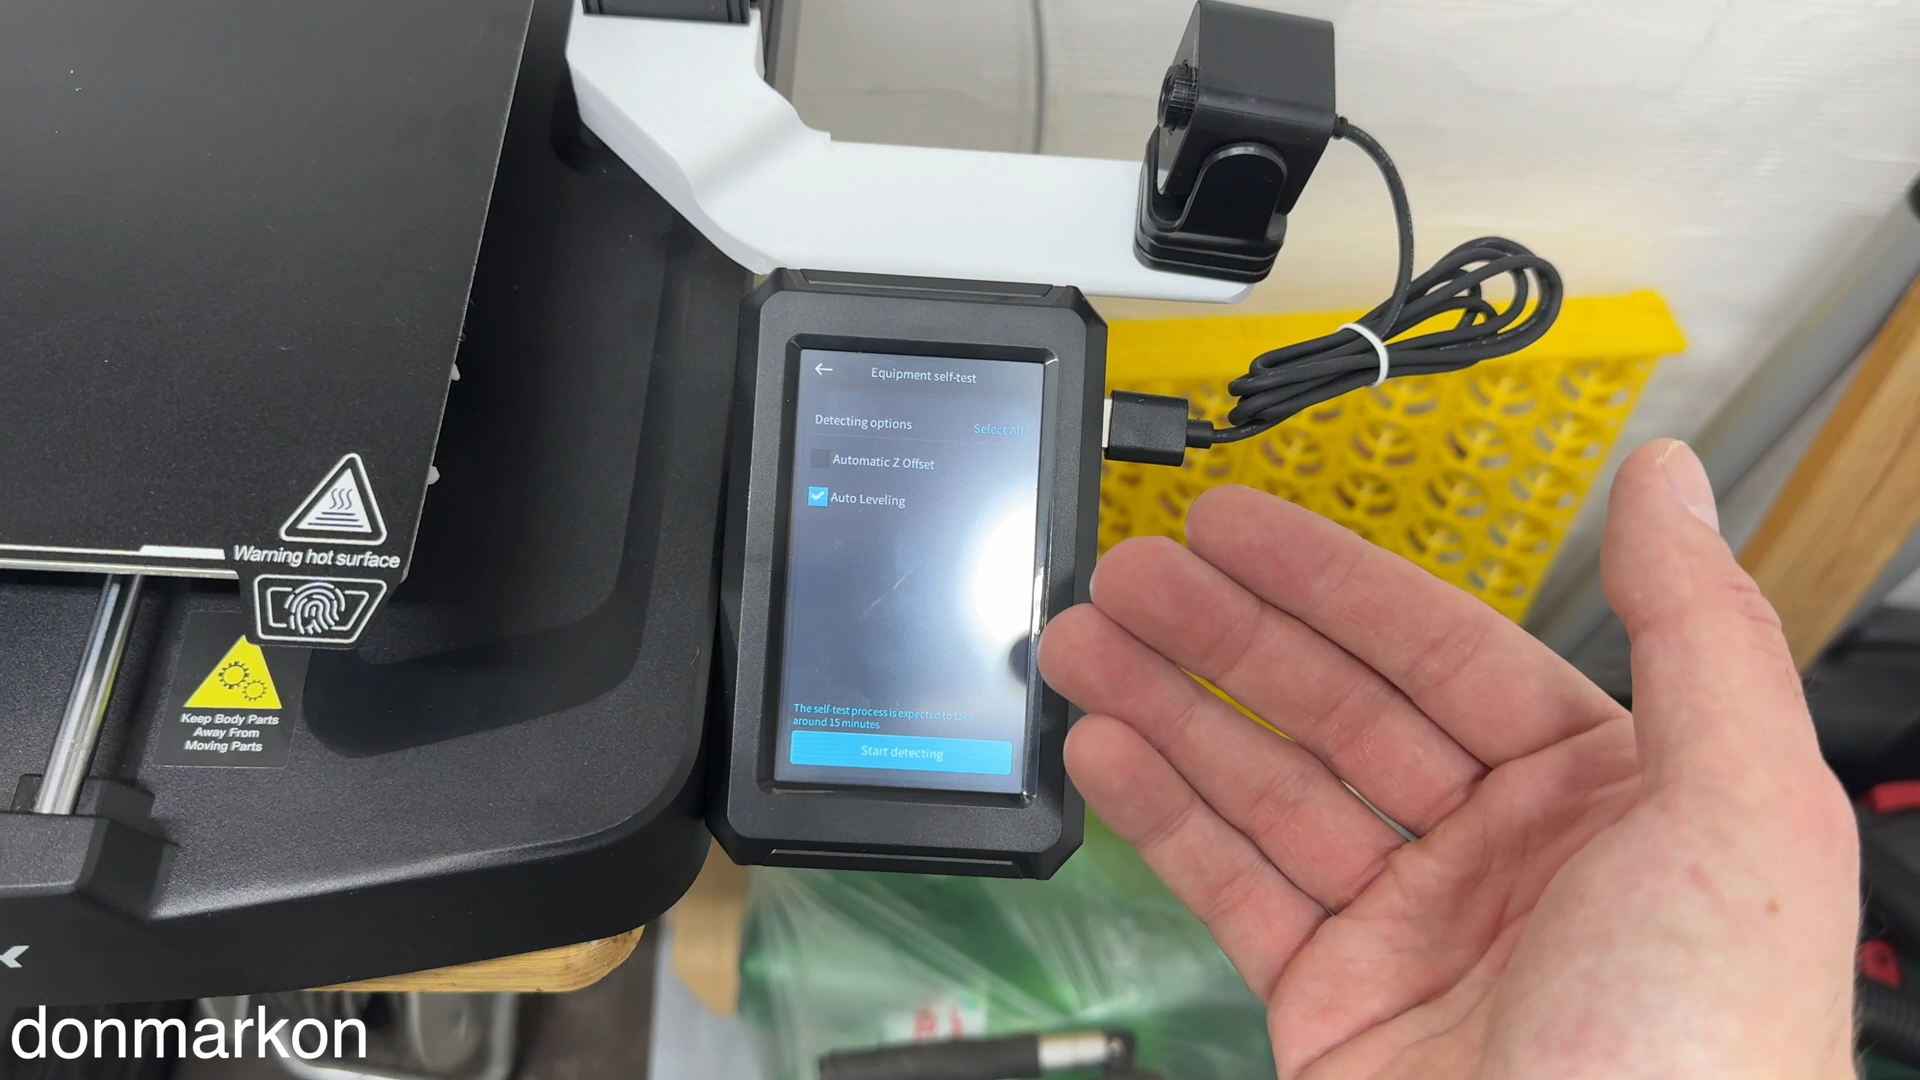 Equipment self-test
Detecting options
Select All
Automatic Z Offset
Auto Leveling
The self-test process is expected to take
around 15 minutes
Start detecting
Warning hot surface
Keep Body Parts
Away From
Moving Parts
donmarkon